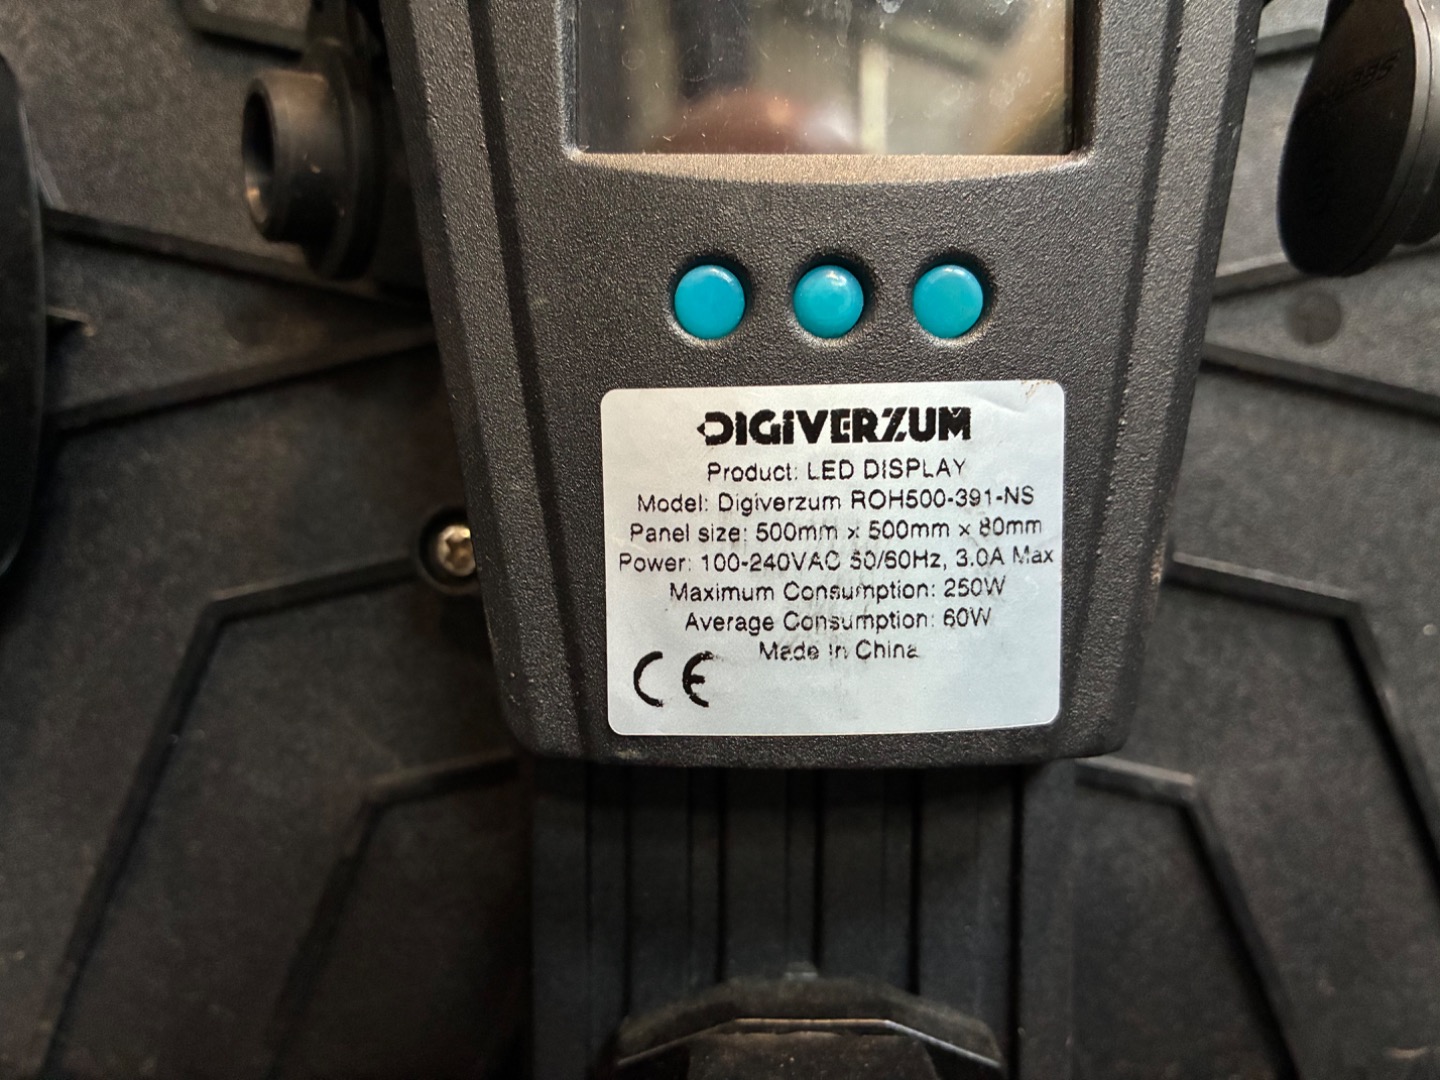 DIGIVERZUM
Product: LED DISPLAY
Model: Digiverzum ROH500-391-NS
Panel size: 500mm x 500mm x 80mm
Power: 100-240VAC 50/60Hz, 3.0A Max
Maximum Consumption: 250W
Average Consumption: 60W
Made in China
CE